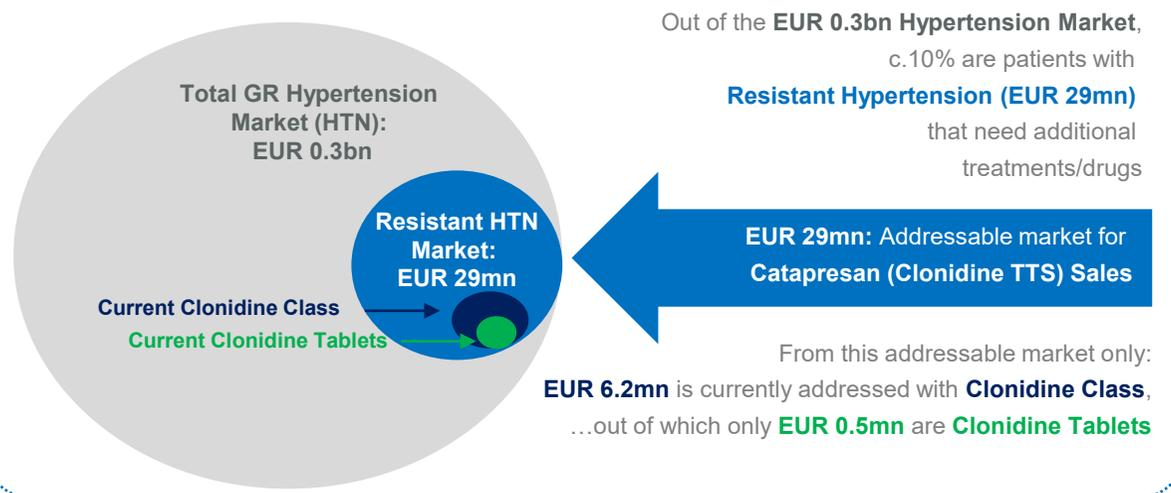 Total GR Hypertension
Market (HTN):
EUR 0.3bn
Resistant HTN
Market:
EUR 29mn
Current Clonidine Class
Current Clonidine Tablets
Out of the EUR 0.3bn Hypertension Market,
c.10% are patients with
Resistant Hypertension (EUR 29mn)
that need additional
treatments/drugs
EUR 29mn: Addressable market for
Catapresan (Clonidine TTS) Sales
From this addressable market only:
EUR 6.2mn is currently addressed with Clonidine Class,
…out of which only EUR 0.5mn are Clonidine Tablets